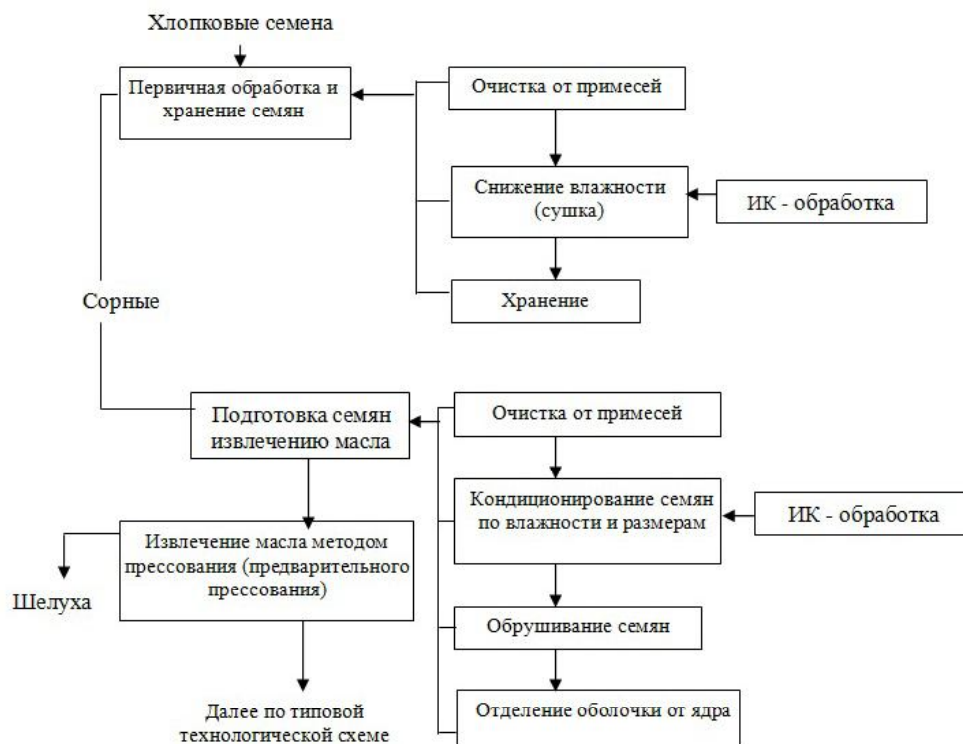 Хлопковые семена
Первичная обработка и
хранение семян
Очистка от примесей
Снижение влажности
(сушка)
ИК - обработка
Хранение
Сорные
Подготовка семян
извлечению масла
Очистка от примесей
Кондиционирование семян
по влажности и размерам
ИК - обработка
Извлечение масла методом
прессования (предварительного
прессования)
Шелуха
Обрушивание семян
Отделение оболочки от ядра
Далее по типовой
технологической схеме